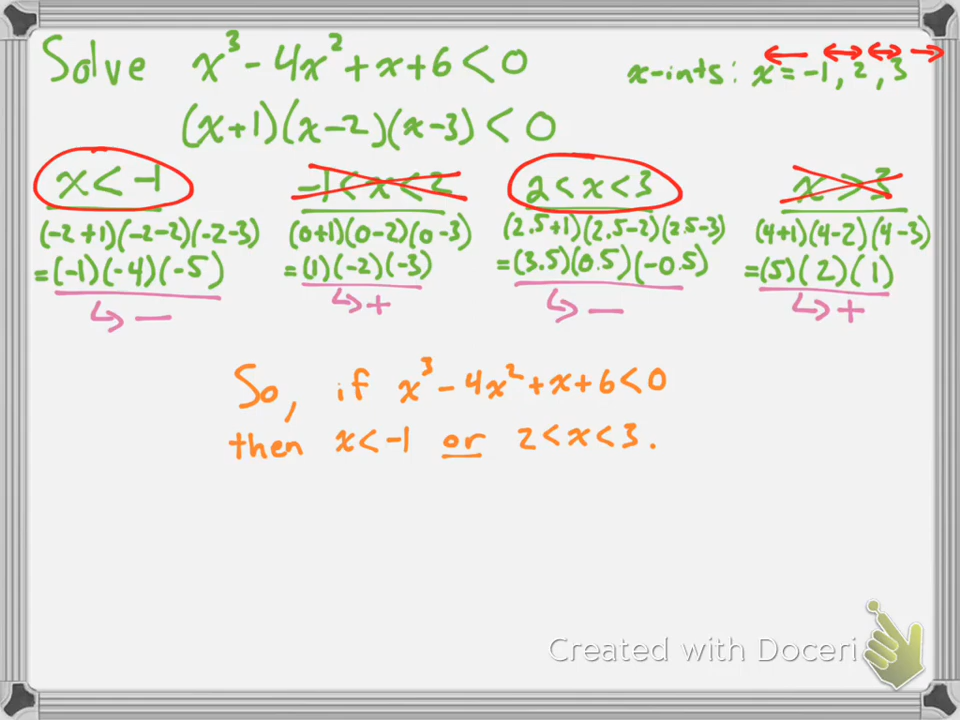 Solve x³ - 4x² + x + 6 < 0
x-ints: x = -1, 2, 3
(x+1)(x-2)(x-3) < 0
x < -1
-1 < x < 2
2 < x < 3
x > 3
(-2+1)(-2-2)(-2-3)
(0+1)(0-2)(0-3)
(2.5+1)(2.5-2)(2.5-3)
(4+1)(4-2)(4-3)
=(-1)(-4)(-5)
=(1)(-2)(-3)
=(3.5)(0.5)(-0.5)
=(5)(2)(1)
↳ −
↳ +
↳ −
↳ +
So, if x³ - 4x² + x + 6 < 0
then x < -1 or 2 < x < 3.
Created with Doceri